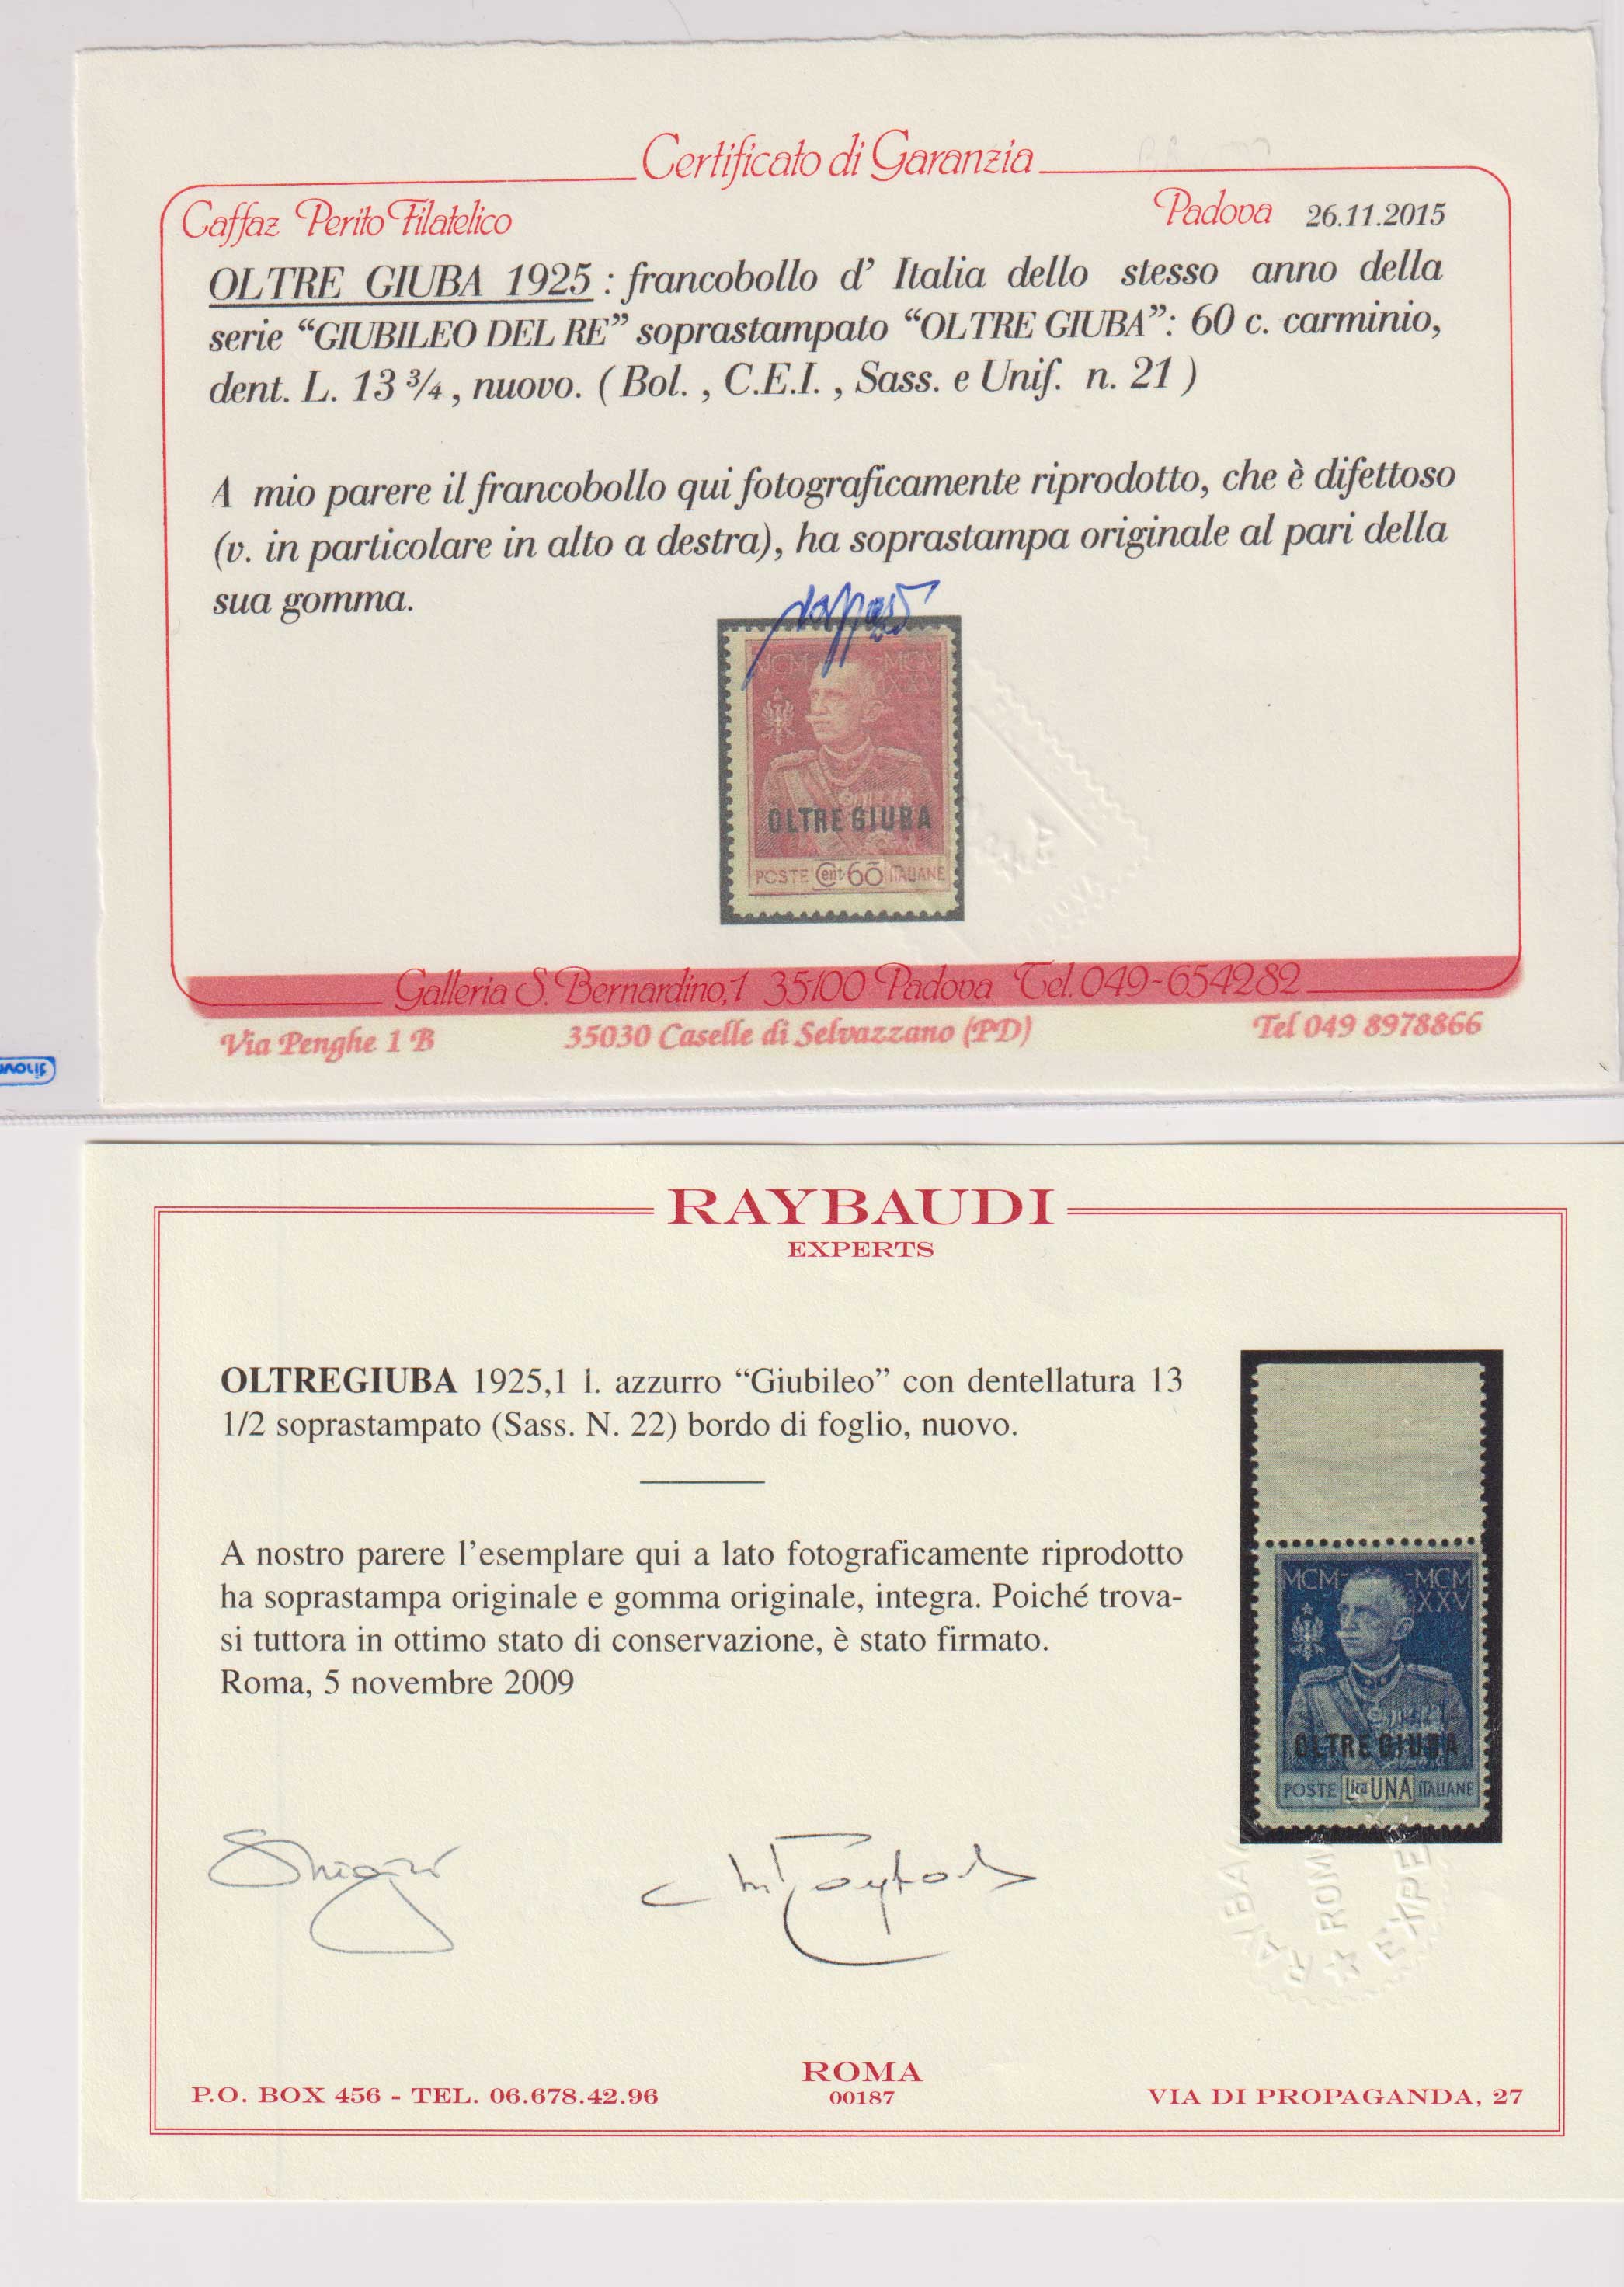 Certificato di Garanzia
Caffaz Perito Filatelico
Padova 26.11.2015
OLTRE GIUBA 1925 : francobollo d' Italia dello stesso anno della
serie “GIUBILEO DEL RE” soprastampato “OLTRE GIUBA”: 60 c. carminio,
dent. L. 13 ¾, nuovo. ( Bol. , C.E.I. , Sass. e Unif. n. 21 )
A mio parere il francobollo qui fotograficamente riprodotto, che è difettoso
(v. in particolare in alto a destra), ha soprastampa originale al pari della
sua gomma.
MCM- -MCM
XXV
OLTRE GIUBA
POSTE Cent 60 ITALIANE
Galleria S. Bernardino,1 35100 Padova Tel. 049-654282
Via Penghe 1 B 35030 Caselle di Selvazzano (PD) Tel 049 8978866
RAYBAUDI
EXPERTS
OLTREGIUBA 1925,1 l. azzurro “Giubileo” con dentellatura 13
1/2 soprastampato (Sass. N. 22) bordo di foglio, nuovo.
A nostro parere l’esemplare qui a lato fotograficamente riprodotto
ha soprastampa originale e gomma originale, integra. Poiché trova-
si tuttora in ottimo stato di conservazione, è stato firmato.
Roma, 5 novembre 2009
MCM- -MCM
XXV
OLTRE GIUBA
POSTE Lira UNA ITALIANE
ROMA
00187
P.O. BOX 456 - TEL. 06.678.42.96
VIA DI PROPAGANDA, 27